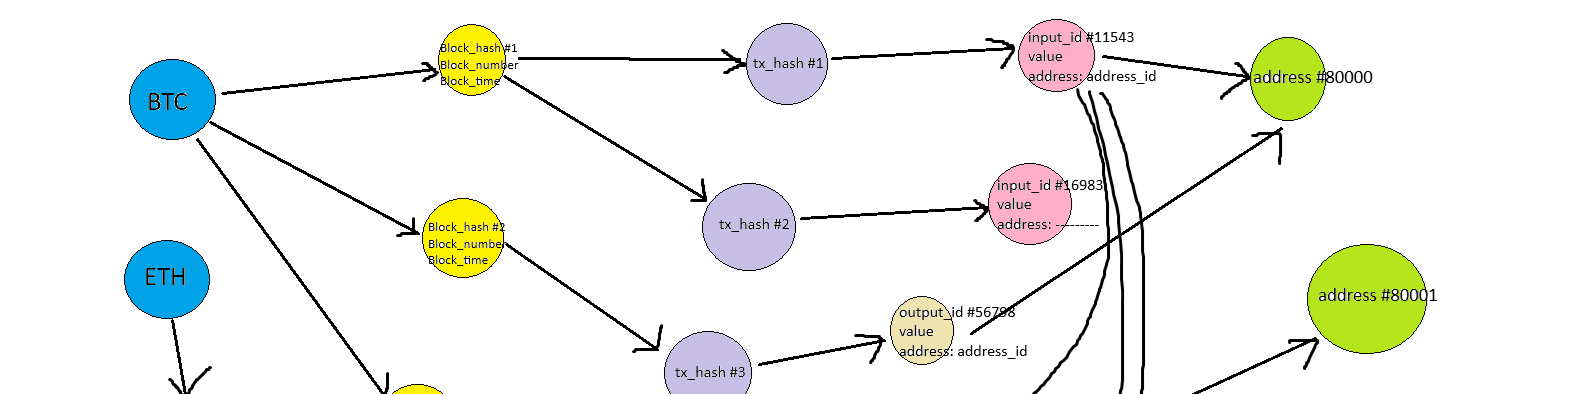 BTC
Block_hash #1
Block_number
Block_time
tx_hash #1
input_id #11543
value
address: address_id
address #80000
tx_hash #2
input_id #16983
value
address: ---------
Block_hash #2
Block_number
Block_time
ETH
address #80001
output_id #56798
value
address: address_id
tx_hash #3